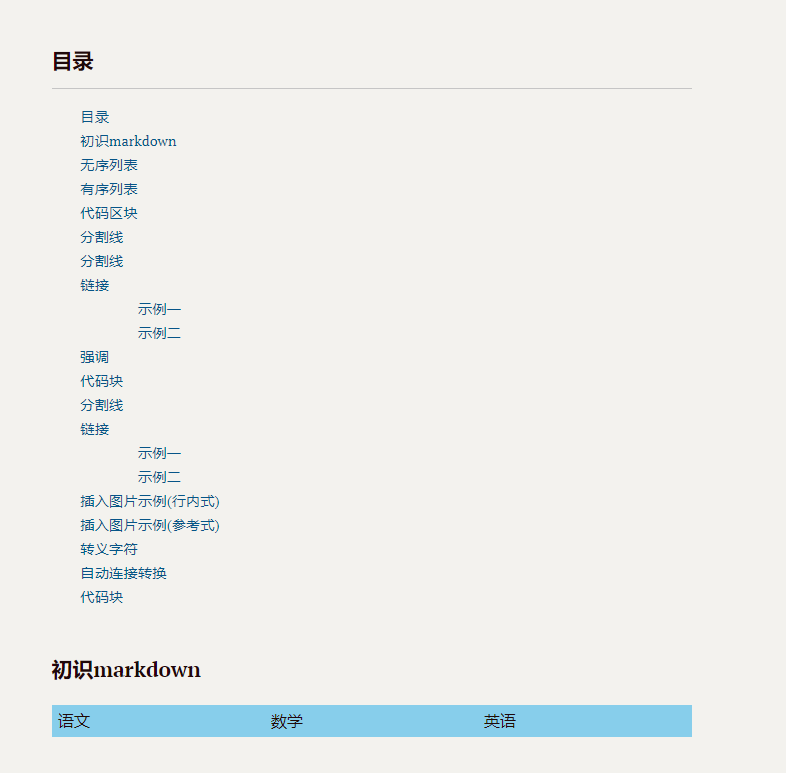 目录
目录
初识markdown
无序列表
有序列表
代码区块
分割线
分割线
链接
示例一
示例二
强调
代码块
分割线
链接
示例一
示例二
插入图片示例(行内式)
插入图片示例(参考式)
转义字符
自动连接转换
代码块
初识markdown
语文 数学 英语